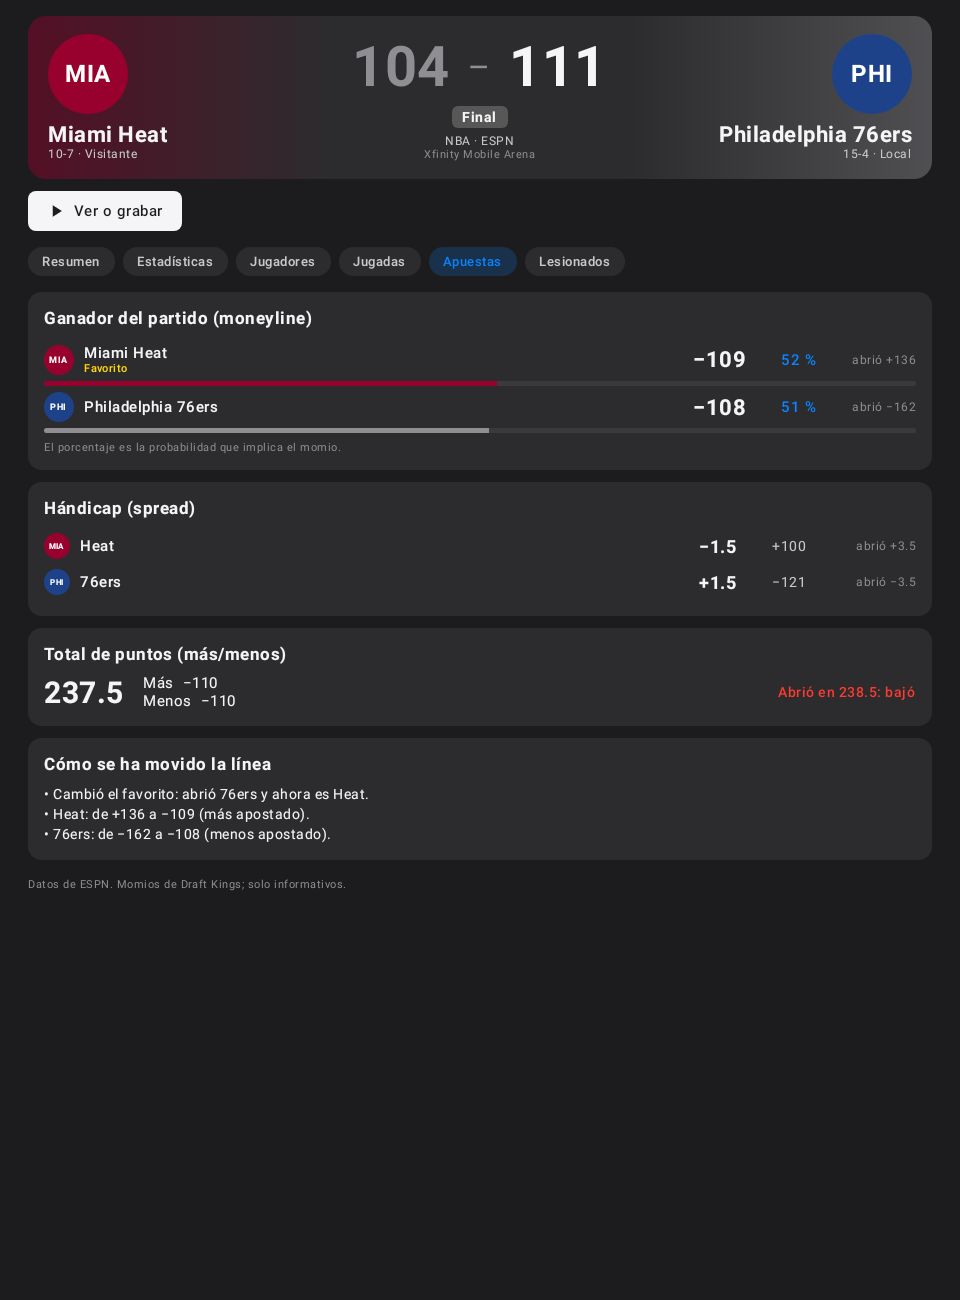 MIA
104 – 111
PHI
Final
Miami Heat
Philadelphia 76ers
10-7 · Visitante
NBA · ESPN
15-4 · Local
Xfinity Mobile Arena
Ver o grabar
Resumen
Estadísticas
Jugadores
Jugadas
Apuestas
Lesionados
Ganador del partido (moneyline)
MIA
Miami Heat
Favorito
−109
52 %
abrió +136
PHI
Philadelphia 76ers
−108
51 %
abrió −162
El porcentaje es la probabilidad que implica el momio.
Hándicap (spread)
MIA
Heat
−1.5
+100
abrió +3.5
PHI
76ers
+1.5
−121
abrió −3.5
Total de puntos (más/menos)
237.5
Más −110
Menos −110
Abrió en 238.5: bajó
Cómo se ha movido la línea
• Cambió el favorito: abrió 76ers y ahora es Heat.
• Heat: de +136 a −109 (más apostado).
• 76ers: de −162 a −108 (menos apostado).
Datos de ESPN. Momios de Draft Kings; solo informativos.